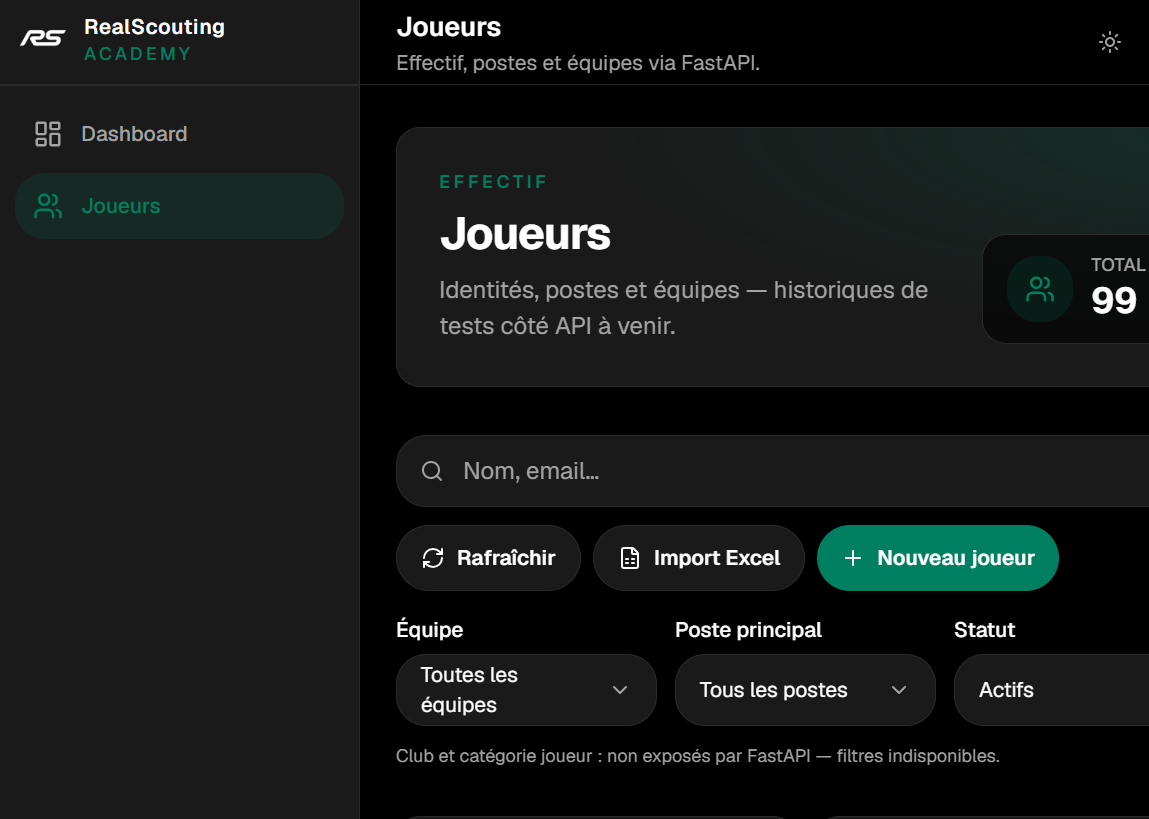 RS
RealScouting
ACADEMY
Dashboard
Joueurs
Joueurs
Effectif, postes et équipes via FastAPI.
EFFECTIF
Joueurs
Identités, postes et équipes — historiques de
tests côté API à venir.
TOTAL
99
Nom, email...
Rafraîchir
Import Excel
Nouveau joueur
Équipe
Poste principal
Statut
Toutes les
équipes
Tous les postes
Actifs
Club et catégorie joueur : non exposés par FastAPI — filtres indisponibles.